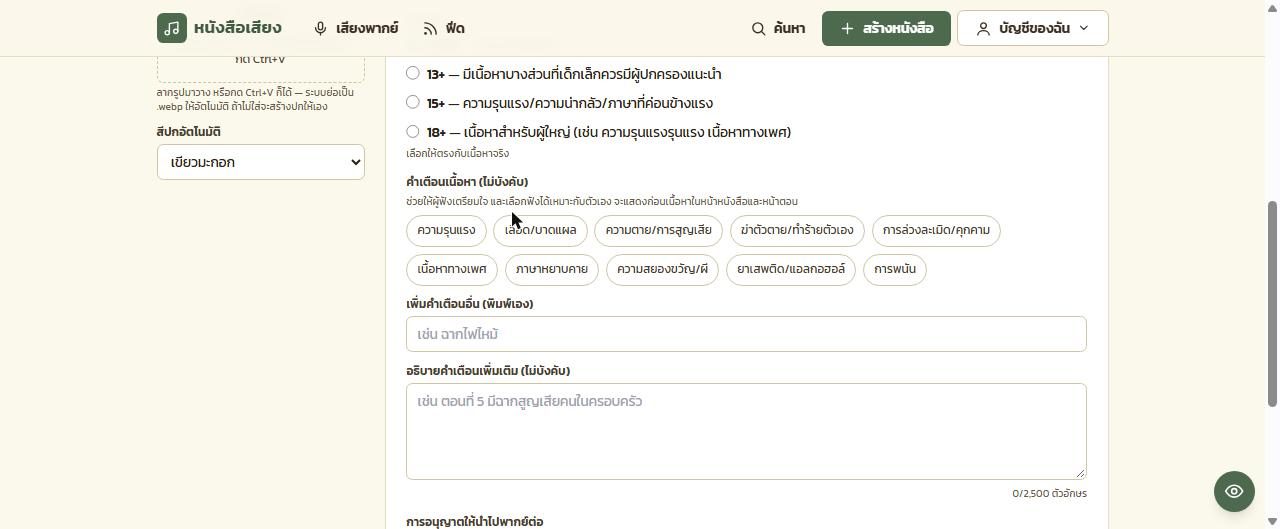 หนังสือเสียง
เสียงพากย์
ฟีด
ค้นหา
สร้างหนังสือ
บัญชีของฉัน
กด Ctrl+V
ลากรูปมาวาง หรือกด Ctrl+V ก็ได้ — ระบบย่อเป็น
.webp ให้อัตโนมัติ ถ้าไม่ใส่จะสร้างปกให้เอง
สีปกอัตโนมัติ
เขียวมะกอก
13+ — มีเนื้อหาบางส่วนที่เด็กเล็กควรมีผู้ปกครองแนะนำ
15+ — ความรุนแรง/ความน่ากลัว/ภาษาที่ค่อนข้างแรง
18+ — เนื้อหาสำหรับผู้ใหญ่ (เช่น ความรุนแรงรุนแรง เนื้อหาทางเพศ)
เลือกให้ตรงกับเนื้อหาจริง
คำเตือนเนื้อหา (ไม่บังคับ)
ช่วยให้ผู้ฟังเตรียมใจ และเลือกฟังได้เหมาะกับตัวเอง จะแสดงก่อนเนื้อหาในหน้าหนังสือและหน้าตอน
ความรุนแรง
เลือด/บาดแผล
ความตาย/การสูญเสีย
ฆ่าตัวตาย/ทำร้ายตัวเอง
การล่วงละเมิด/คุกคาม
เนื้อหาทางเพศ
ภาษาหยาบคาย
ความสยองขวัญ/ผี
ยาเสพติด/แอลกอฮอล์
การพนัน
เพิ่มคำเตือนอื่น (พิมพ์เอง)
เช่น ฉากไฟไหม้
อธิบายคำเตือนเพิ่มเติม (ไม่บังคับ)
เช่น ตอนที่ 5 มีฉากสูญเสียคนในครอบครัว
0/2,500 ตัวอักษร
การอนุญาตให้นำไปพากย์ต่อ